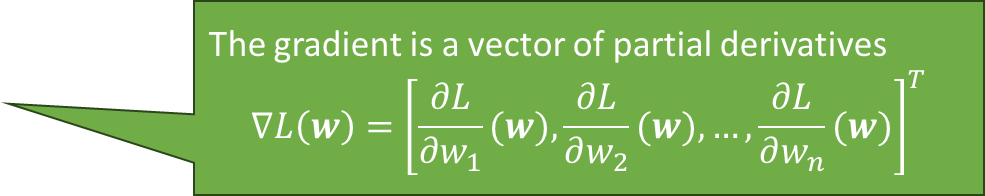 The gradient is a vector of partial derivatives
∇L(𝒘) = [∂L/∂w₁ (𝒘), ∂L/∂w₂ (𝒘), …, ∂L/∂wₙ (𝒘)]ᵀ